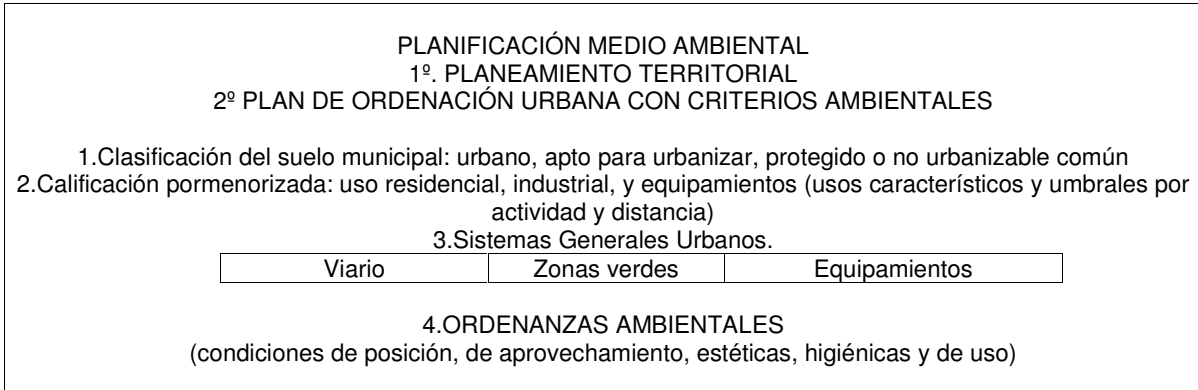 PLANIFICACIÓN MEDIO AMBIENTAL
1º. PLANEAMIENTO TERRITORIAL
2º PLAN DE ORDENACIÓN URBANA CON CRITERIOS AMBIENTALES
1.Clasificación del suelo municipal: urbano, apto para urbanizar, protegido o no urbanizable común
2.Calificación pormenorizada: uso residencial, industrial, y equipamientos (usos característicos y umbrales por
actividad y distancia)
3.Sistemas Generales Urbanos.
Viario Zonas verdes Equipamientos
4.ORDENANZAS AMBIENTALES
(condiciones de posición, de aprovechamiento, estéticas, higiénicas y de uso)